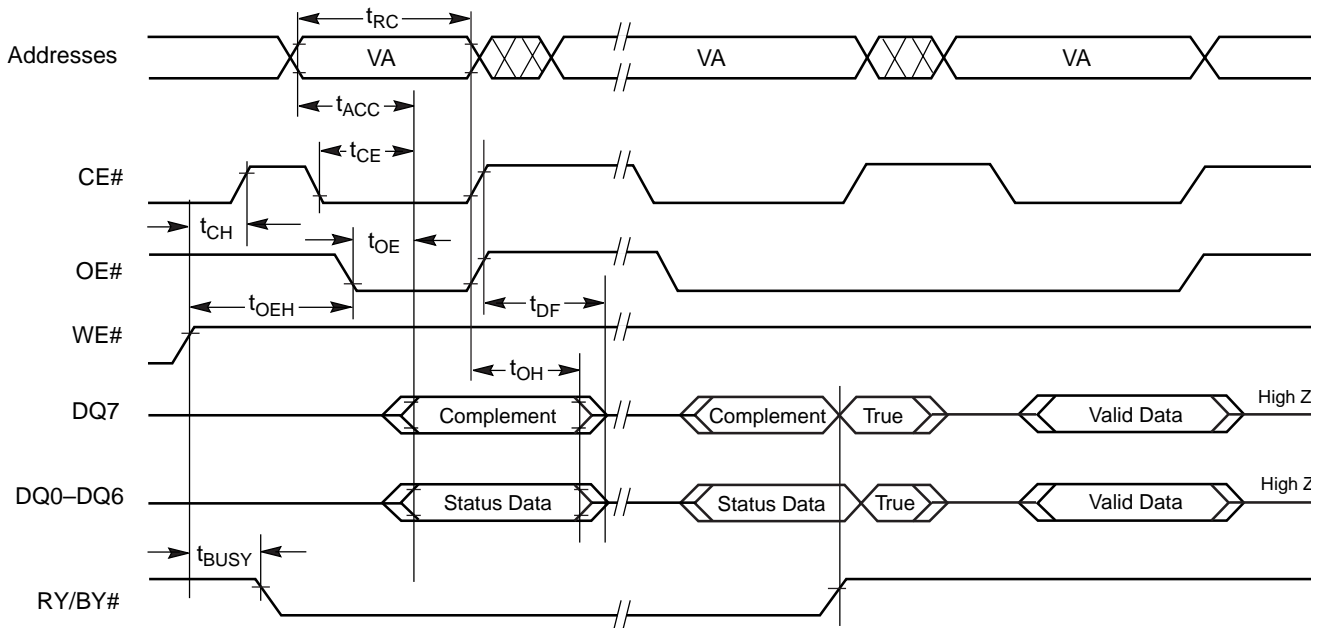 tRC
Addresses VA VA VA
tACC
tCE
CE#
tCH tOE
OE#
tOEH tDF
WE#
tOH
DQ7 Complement Complement True Valid Data High Z
DQ0–DQ6 Status Data Status Data True Valid Data High Z
tBUSY
RY/BY#